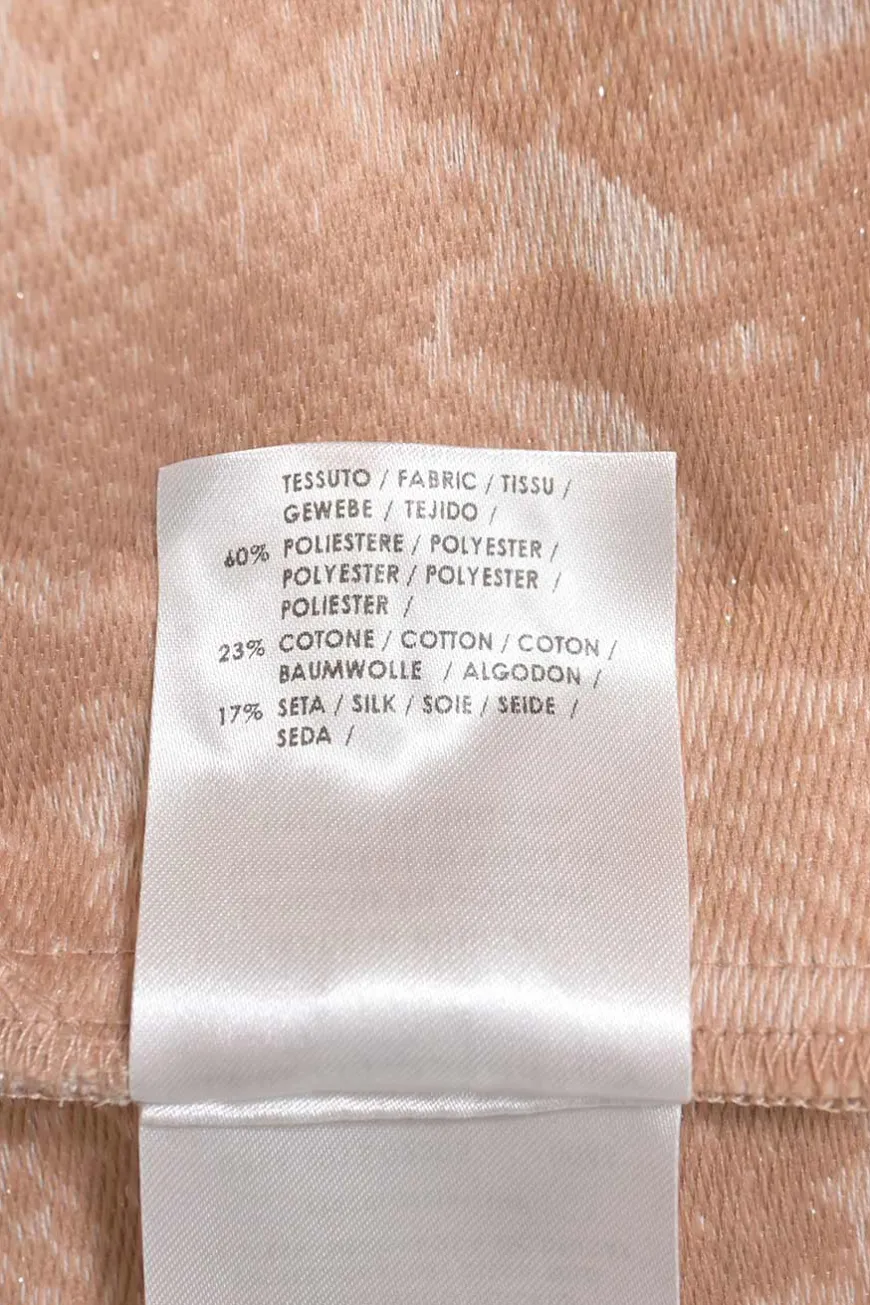 TESSUTO / FABRIC / TISSU /
GEWEBE / TEJIDO /
60% POLIESTERE / POLYESTER /
POLYESTER / POLYESTER /
POLIESTER /
23% COTONE / COTTON / COTON /
BAUMWOLLE / ALGODON /
17% SETA / SILK / SOIE / SEIDE /
SEDA /